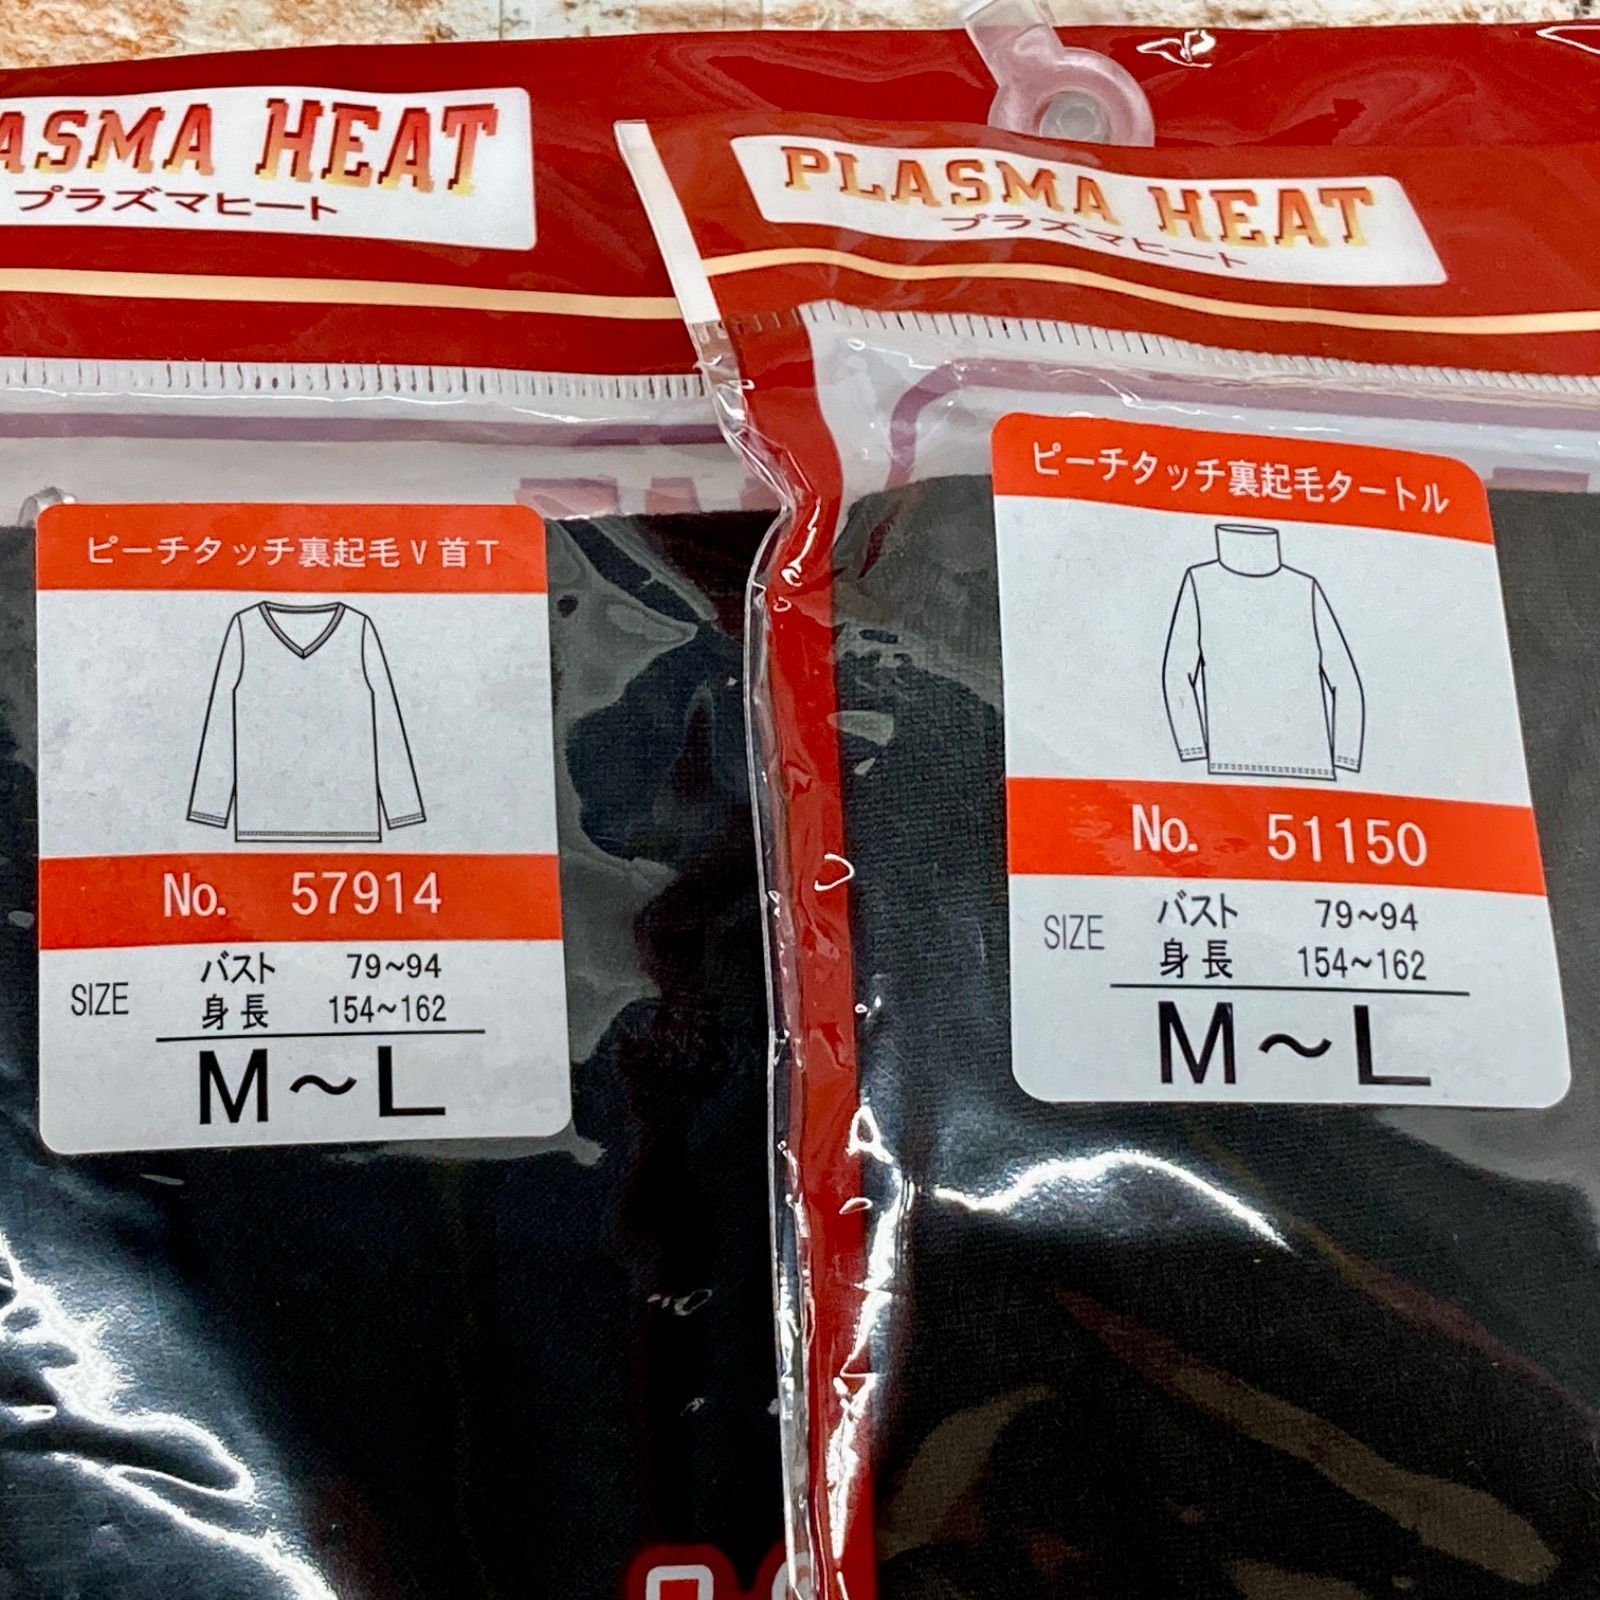 ASMA HEAT
プラズマヒート
ピーチタッチ裏起毛V首T
No. 57914
SIZE
バスト 79~94
身長 154~162
M~L
PLASMA HEAT
プラズマヒート
ピーチタッチ裏起毛タートル
No. 51150
SIZE
バスト 79~94
身長 154~162
M~L